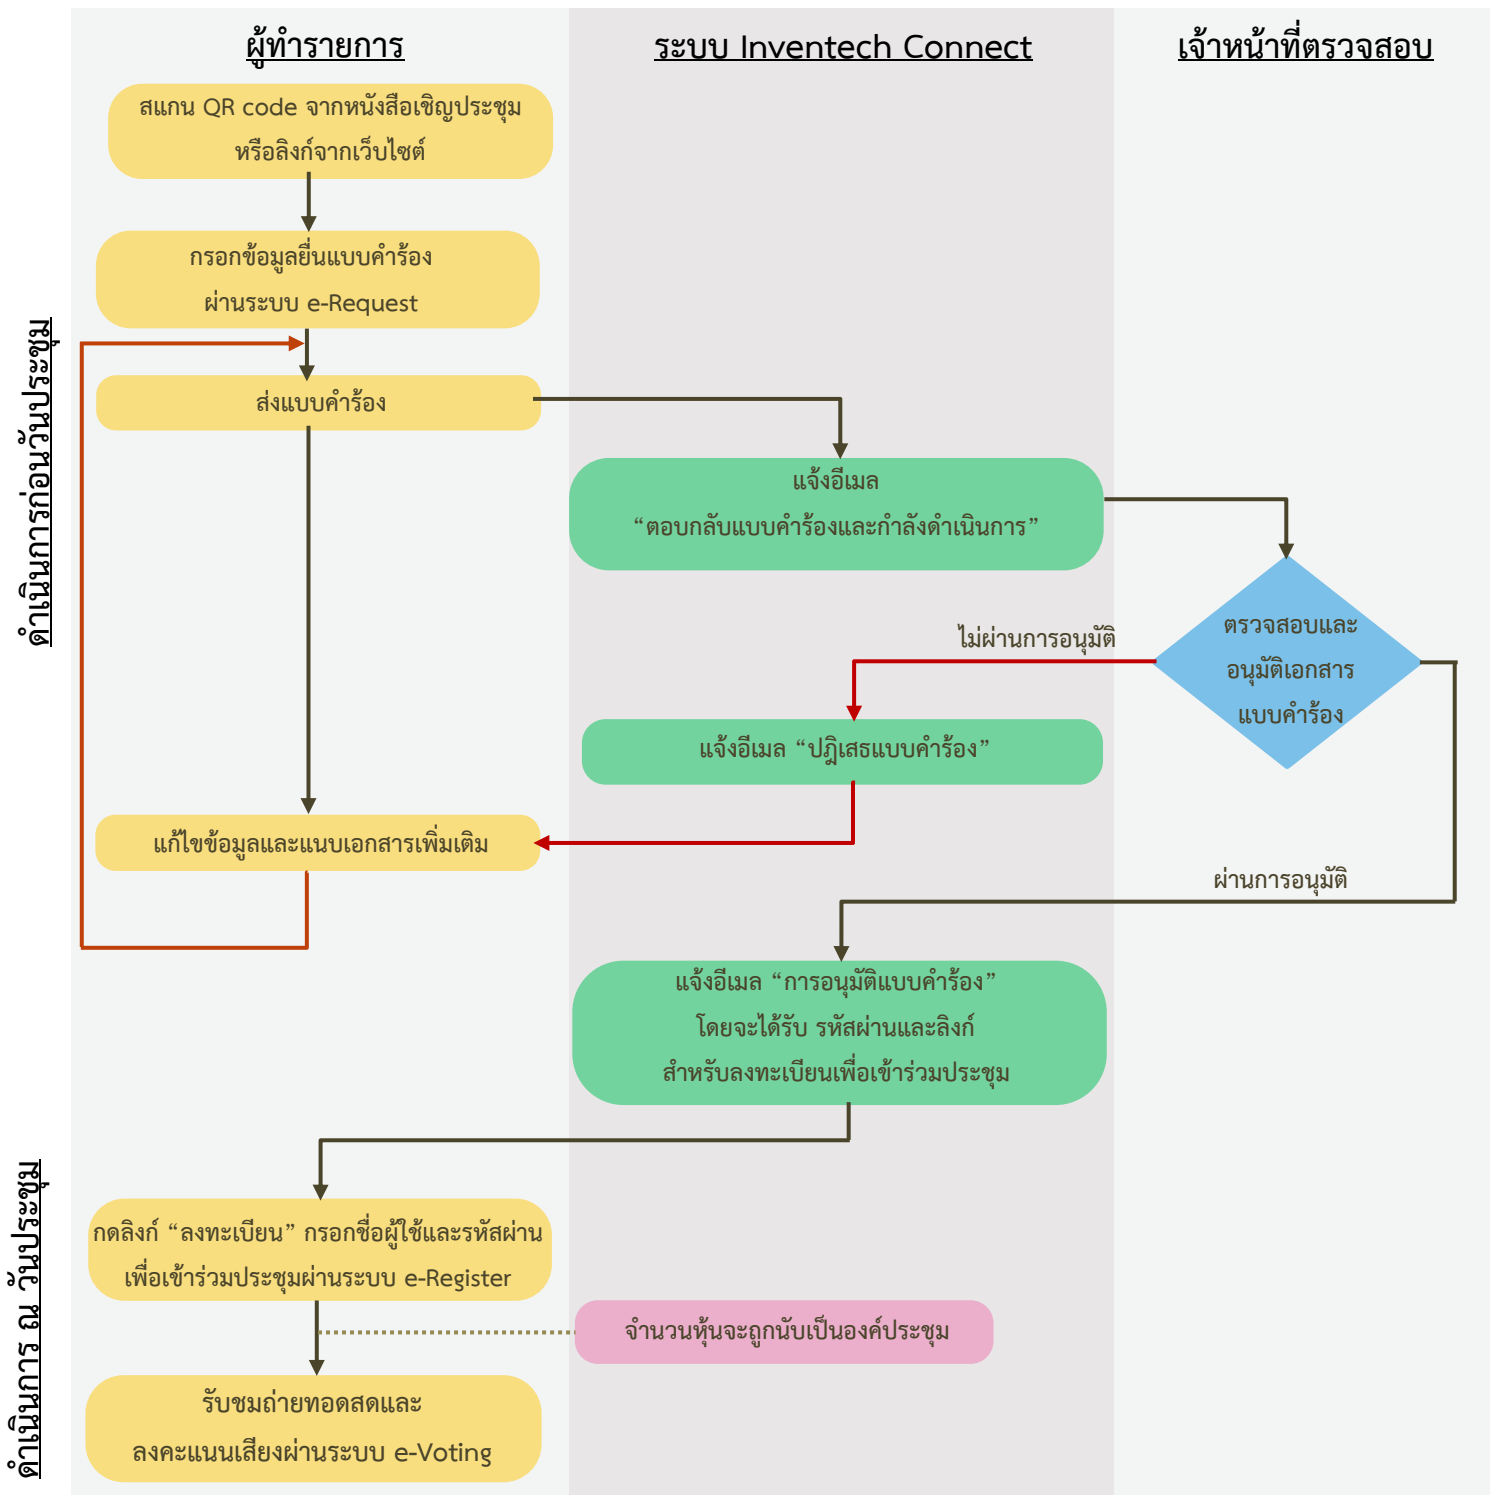 ผู้ทำรายการ
ระบบ Inventech Connect
เจ้าหน้าที่ตรวจสอบ
ดำเนินการก่อนวันประชุม
สแกน QR code จากหนังสือเชิญประชุม
หรือลิงก์จากเว็บไซต์
กรอกข้อมูลยื่นแบบคำร้อง
ผ่านระบบ e-Request
ส่งแบบคำร้อง
แจ้งอีเมล
“ตอบกลับแบบคำร้องและกำลังดำเนินการ”
ตรวจสอบและ
อนุมัติเอกสาร
แบบคำร้อง
ไม่ผ่านการอนุมัติ
แจ้งอีเมล “ปฎิเสธแบบคำร้อง”
แก้ไขข้อมูลและแนบเอกสารเพิ่มเติม
ผ่านการอนุมัติ
แจ้งอีเมล “การอนุมัติแบบคำร้อง”
โดยจะได้รับ รหัสผ่านและลิงก์
สำหรับลงทะเบียนเพื่อเข้าร่วมประชุม
ดำเนินการ ณ วันประชุม
กดลิงก์ “ลงทะเบียน” กรอกชื่อผู้ใช้และรหัสผ่าน
เพื่อเข้าร่วมประชุมผ่านระบบ e-Register
จำนวนหุ้นจะถูกนับเป็นองค์ประชุม
รับชมถ่ายทอดสดและ
ลงคะแนนเสียงผ่านระบบ e-Voting